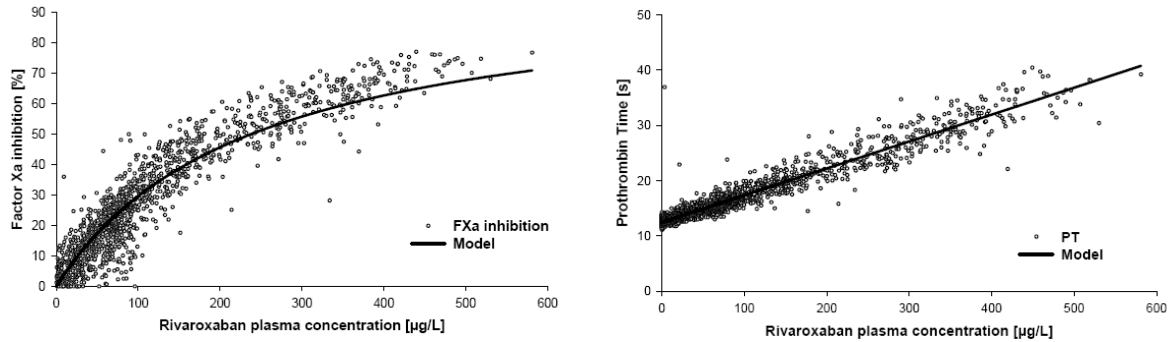 Factor Xa inhibition [%]
90
80
70
60
50
40
30
20
10
0
0 100 200 300 400 500 600
Rivaroxaban plasma concentration [µg/L]
FXa inhibition
Model
Prothrombin Time [s]
50
40
30
20
10
0
0 100 200 300 400 500 600
Rivaroxaban plasma concentration [µg/L]
PT
Model